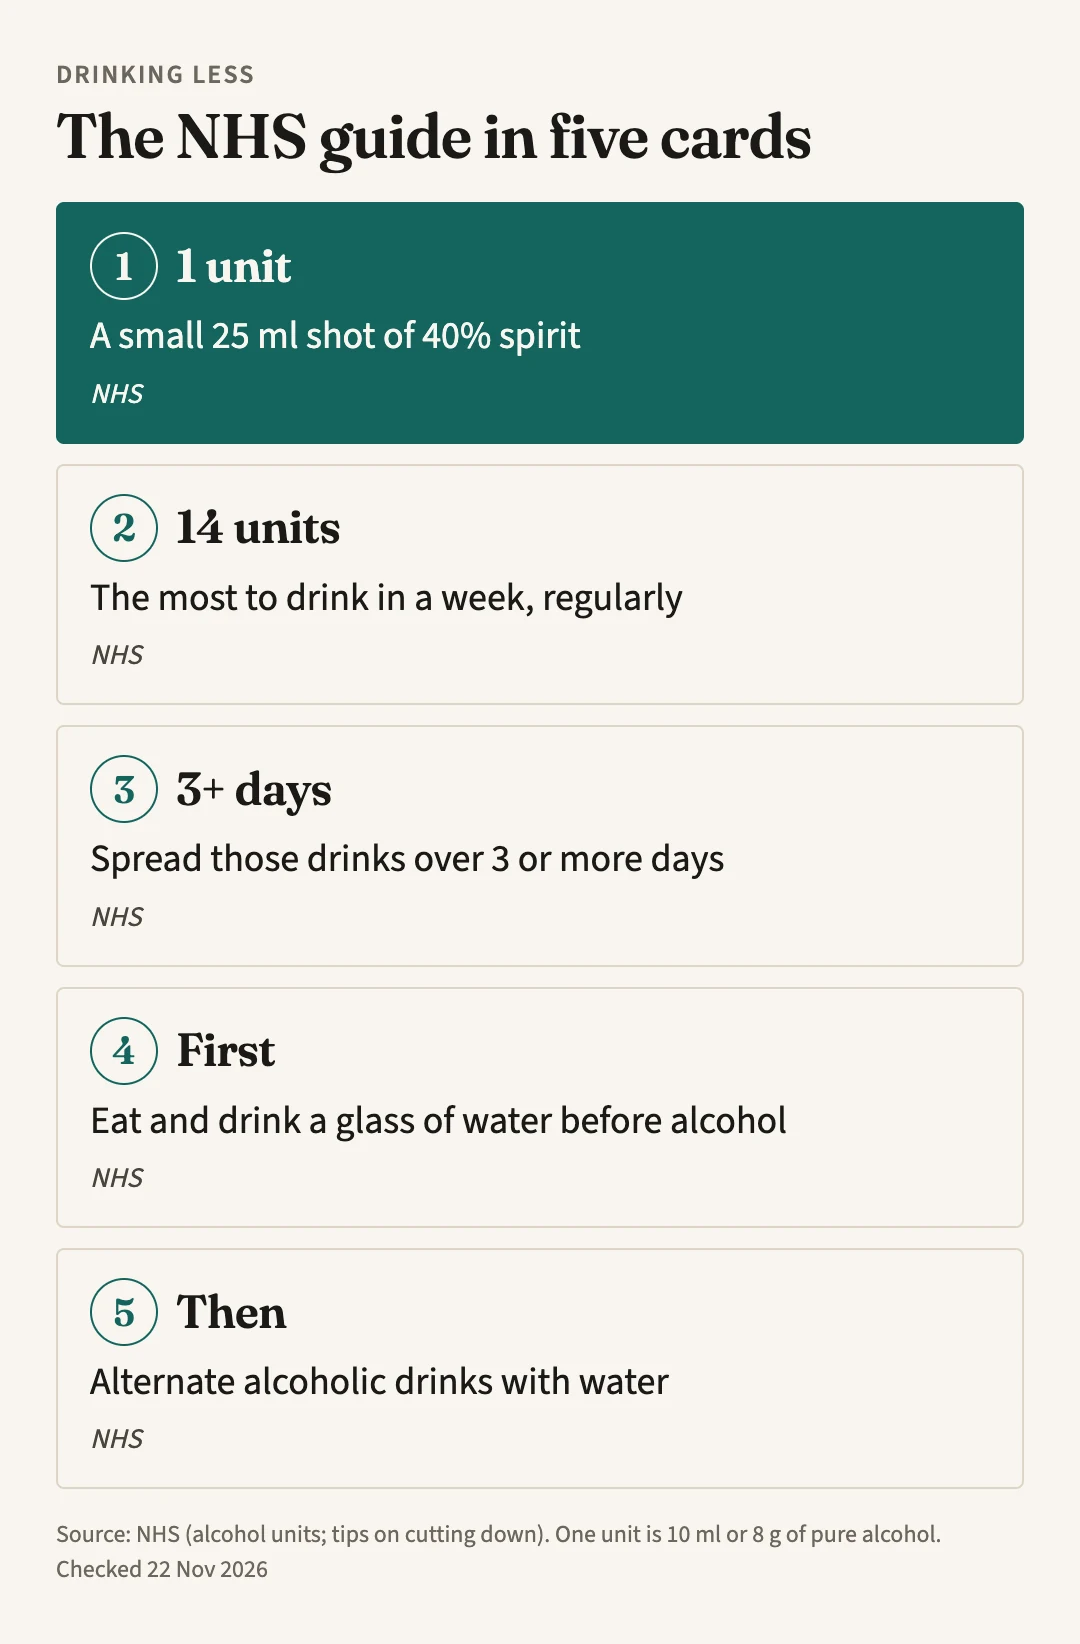 DRINKING LESS
The NHS guide in five cards
1 1 unit
A small 25 ml shot of 40% spirit
NHS
2 14 units
The most to drink in a week, regularly
NHS
3 3+ days
Spread those drinks over 3 or more days
NHS
4 First
Eat and drink a glass of water before alcohol
NHS
5 Then
Alternate alcoholic drinks with water
NHS
Source: NHS (alcohol units; tips on cutting down). One unit is 10 ml or 8 g of pure alcohol.
Checked 22 Nov 2026